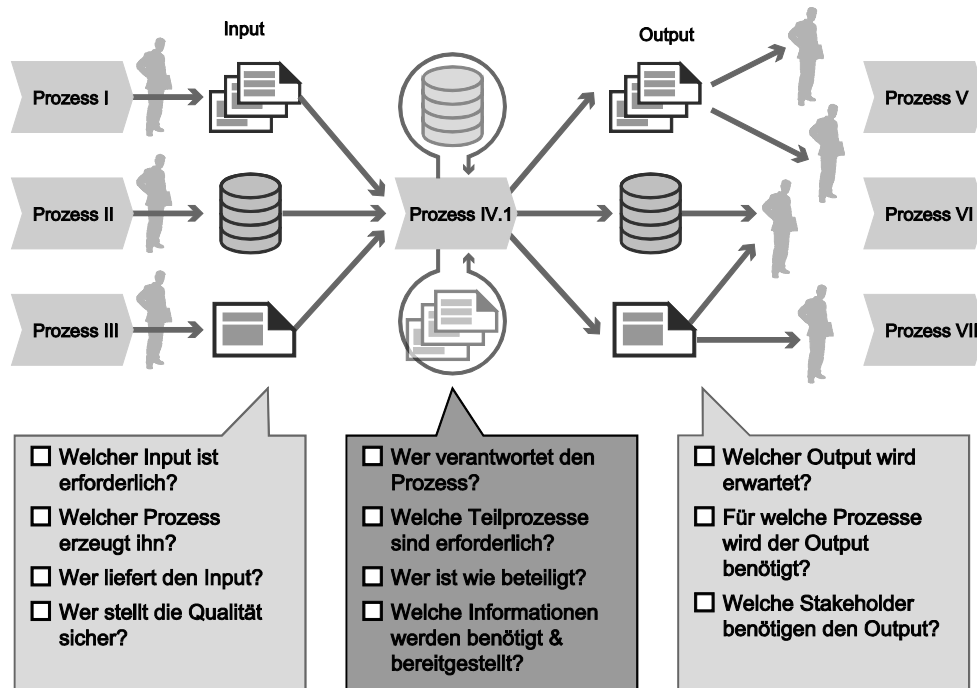 Input
Output
Prozess I
Prozess V
Prozess II
Prozess IV.1
Prozess VI
Prozess III
Prozess VII
Welcher Input ist
erforderlich?
Welcher Prozess
erzeugt ihn?
Wer liefert den Input?
Wer stellt die Qualität
sicher?
Wer verantwortet den
Prozess?
Welche Teilprozesse
sind erforderlich?
Wer ist wie beteiligt?
Welche Informationen
werden benötigt &
bereitgestellt?
Welcher Output wird
erwartet?
Für welche Prozesse
wird der Output
benötigt?
Welche Stakeholder
benötigen den Output?